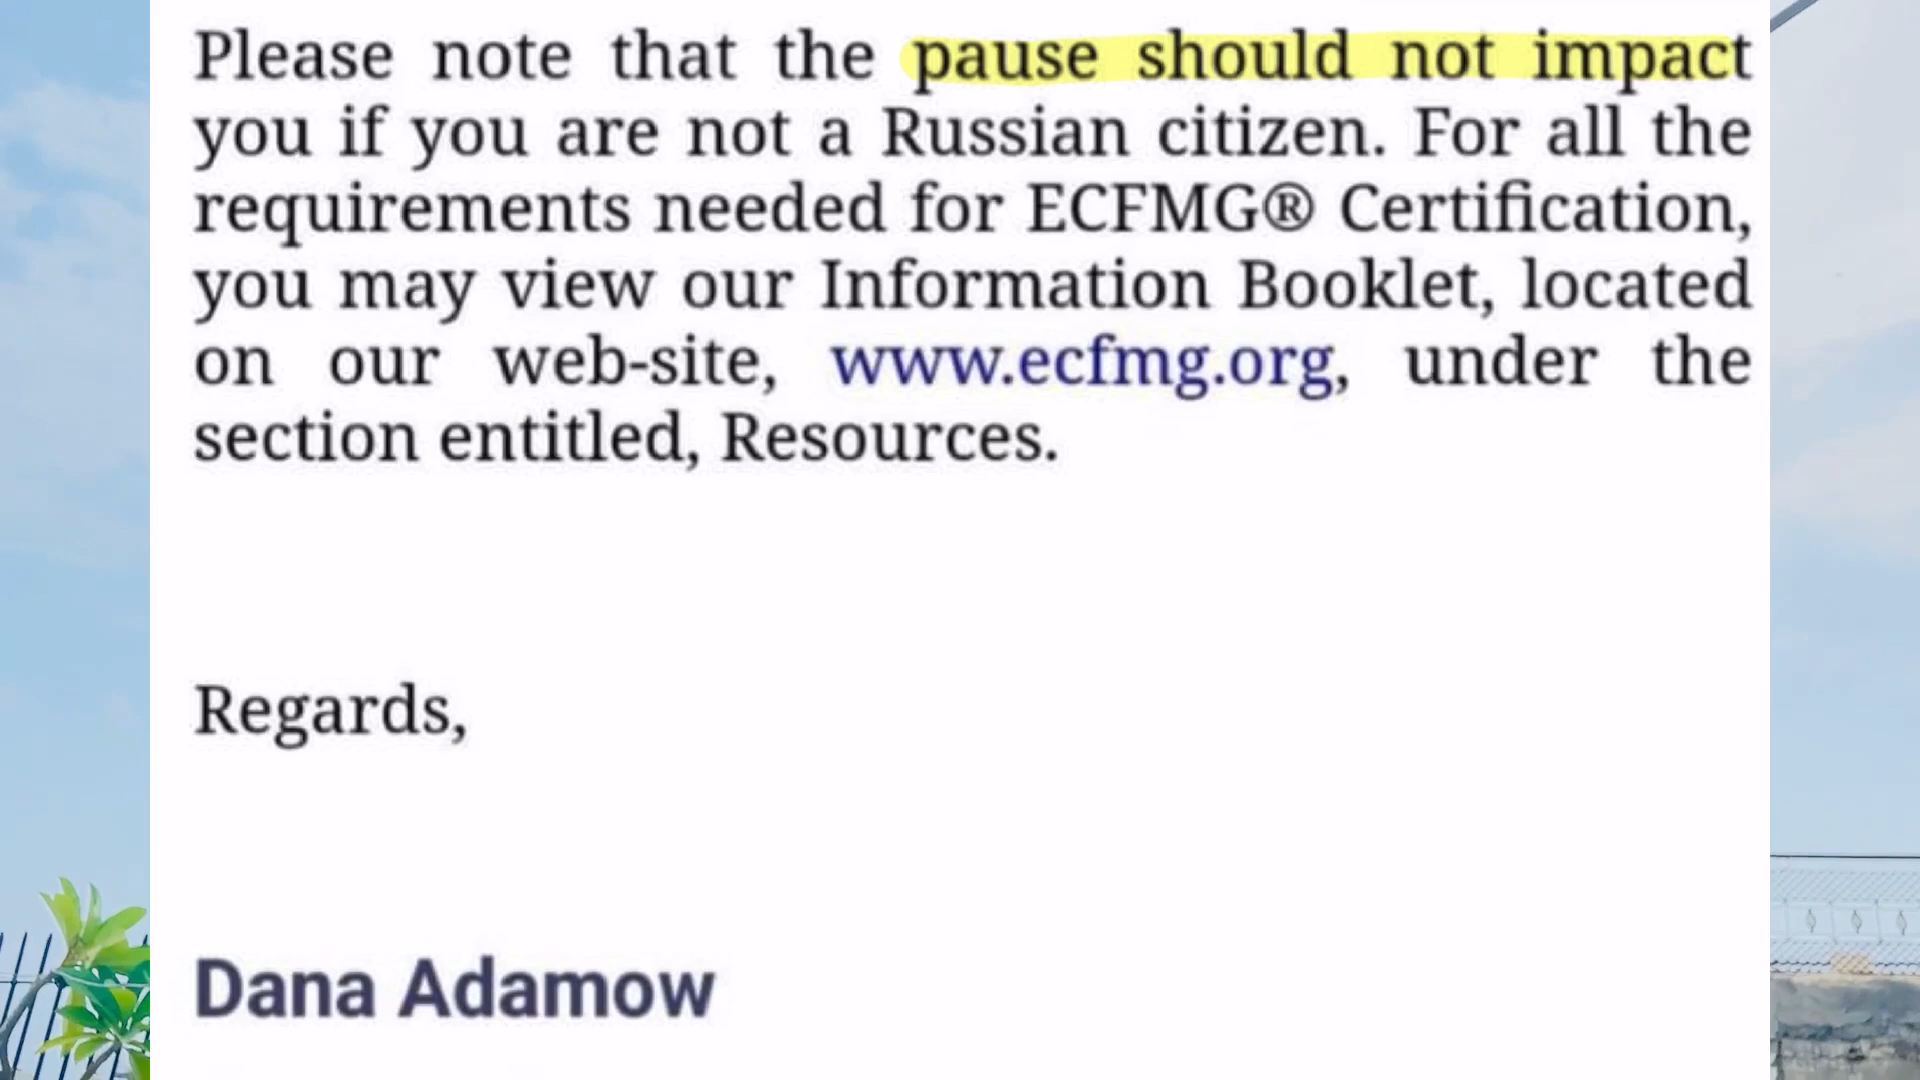 Please note that the pause should not impact
you if you are not a Russian citizen. For all the
requirements needed for ECFMG® Certification,
you may view our Information Booklet, located
on our web-site, www.ecfmg.org, under the
section entitled, Resources.
Regards,
Dana Adamow